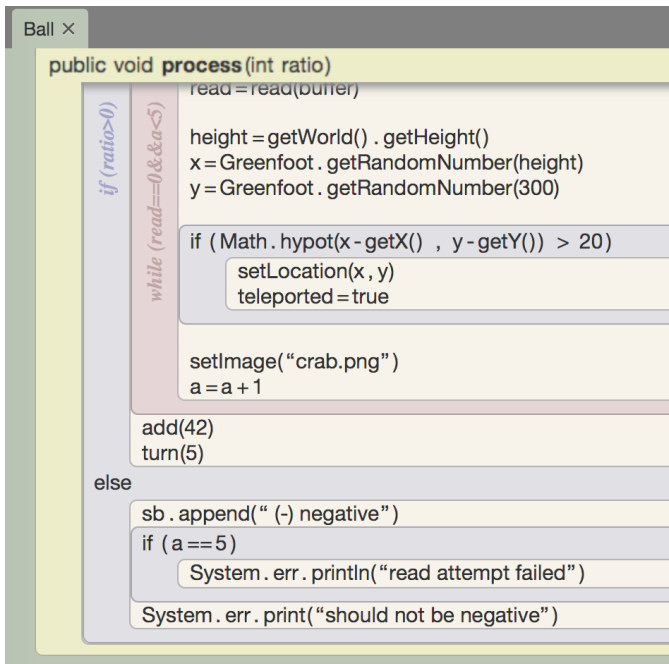 Ball ×
public void process(int ratio)
if (ratio>0)
while (read==0&&a<5)
read=read(buffer)
height=getWorld().getHeight()
x=Greenfoot.getRandomNumber(height)
y=Greenfoot.getRandomNumber(300)
if (Math.hypot(x-getX() , y-getY()) > 20)
setLocation(x,y)
teleported=true
setImage(“crab.png”)
a=a+1
add(42)
turn(5)
else
sb.append(“ (-) negative”)
if (a==5)
System.err.println(“read attempt failed”)
System.err.print(“should not be negative”)